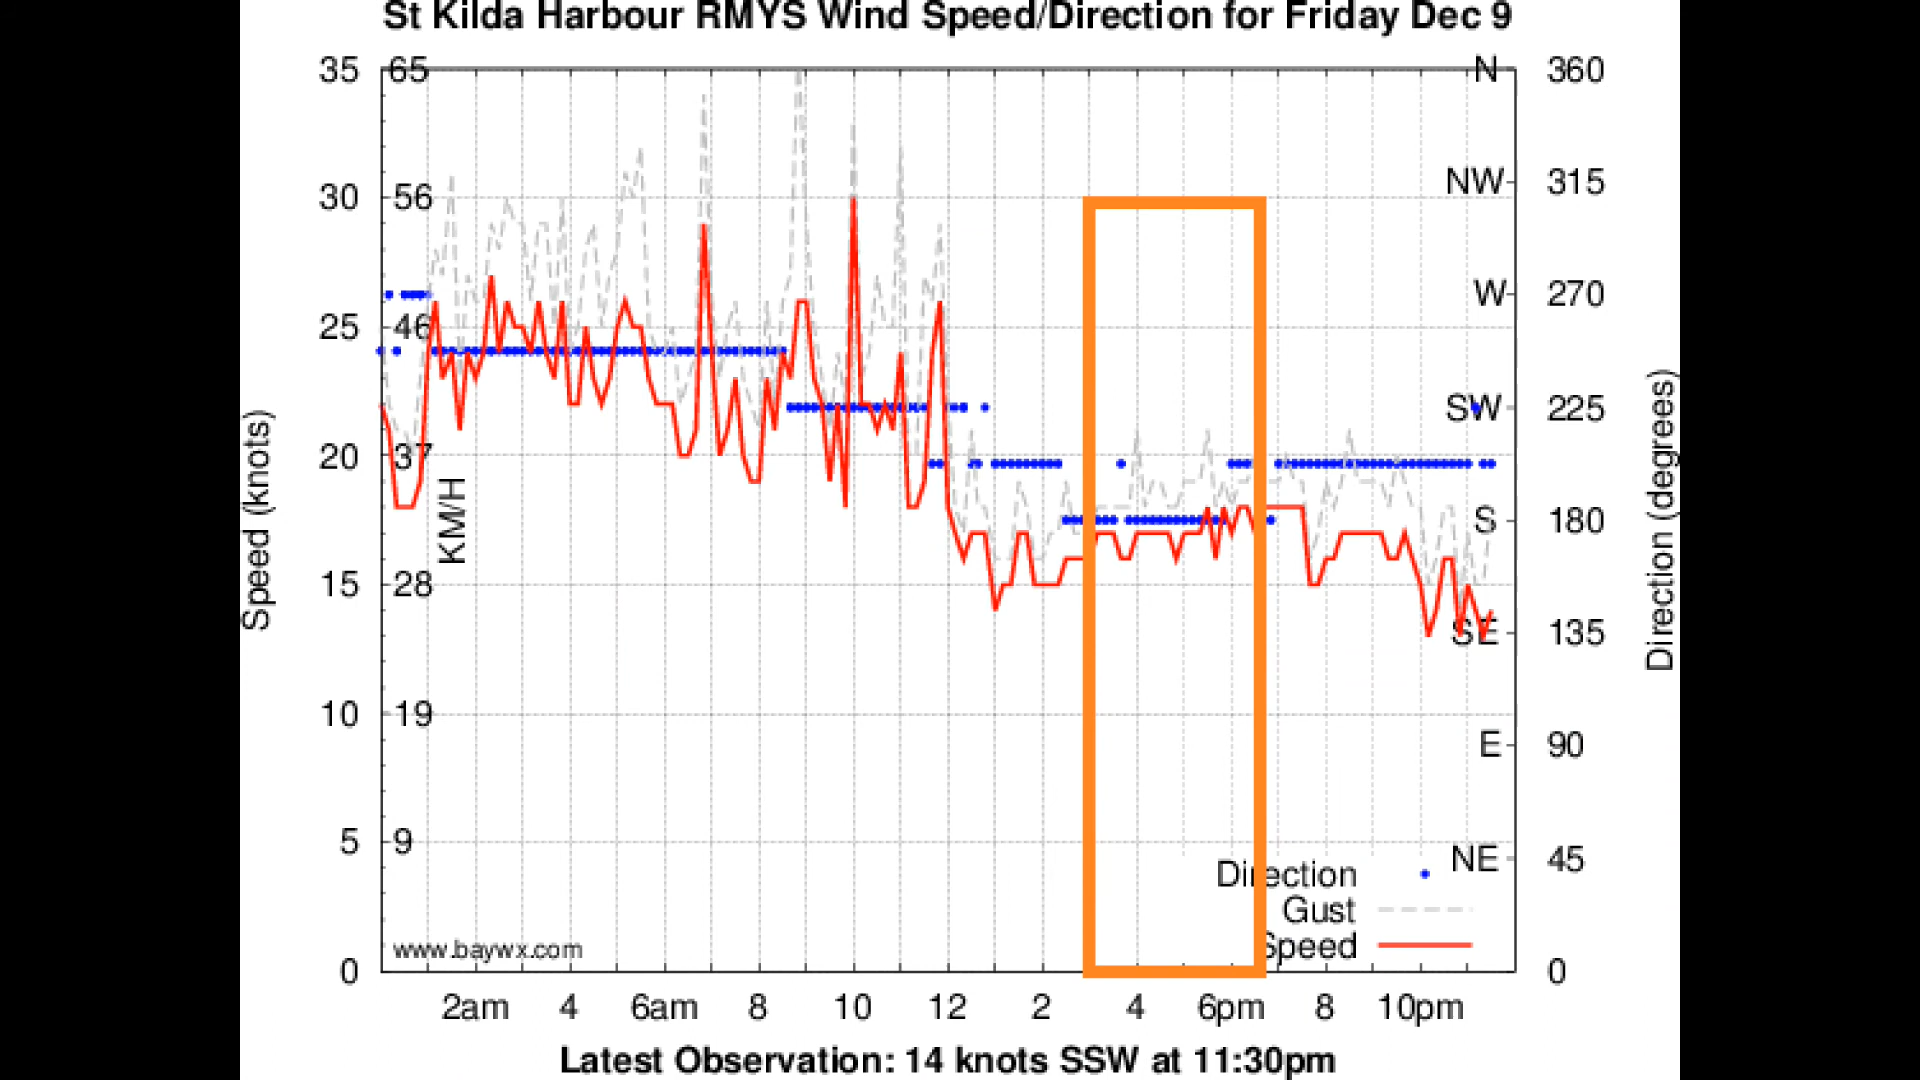 St Kilda Harbour RMYS Wind Speed/Direction for Friday Dec 9
35 65 N 360
30 56 NW 315
25 46 W 270
20 37 SW 225
15 28 S 180
10 19 SE 135
5 9 E 90
0 NE 45
0
Speed (knots)
KM/H
Direction (degrees)
Direction
Gust
Speed
www.baywx.com
2am 4 6am 8 10 12 2 4 6pm 8 10pm
Latest Observation: 14 knots SSW at 11:30pm